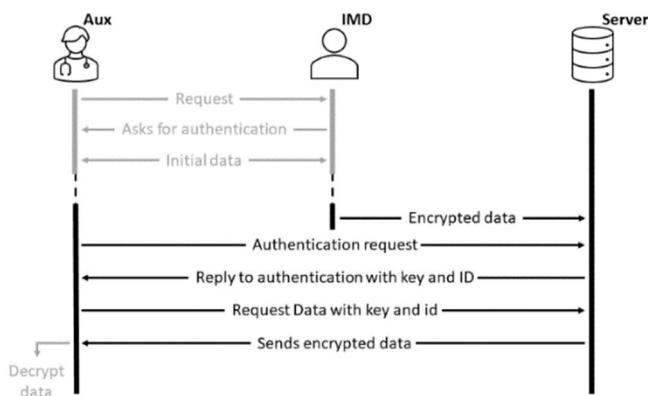 Aux
IMD
Server
Request
Asks for authentication
Initial data
Encrypted data
Authentication request
Reply to authentication with key and ID
Request Data with key and id
Sends encrypted data
Decrypt
data